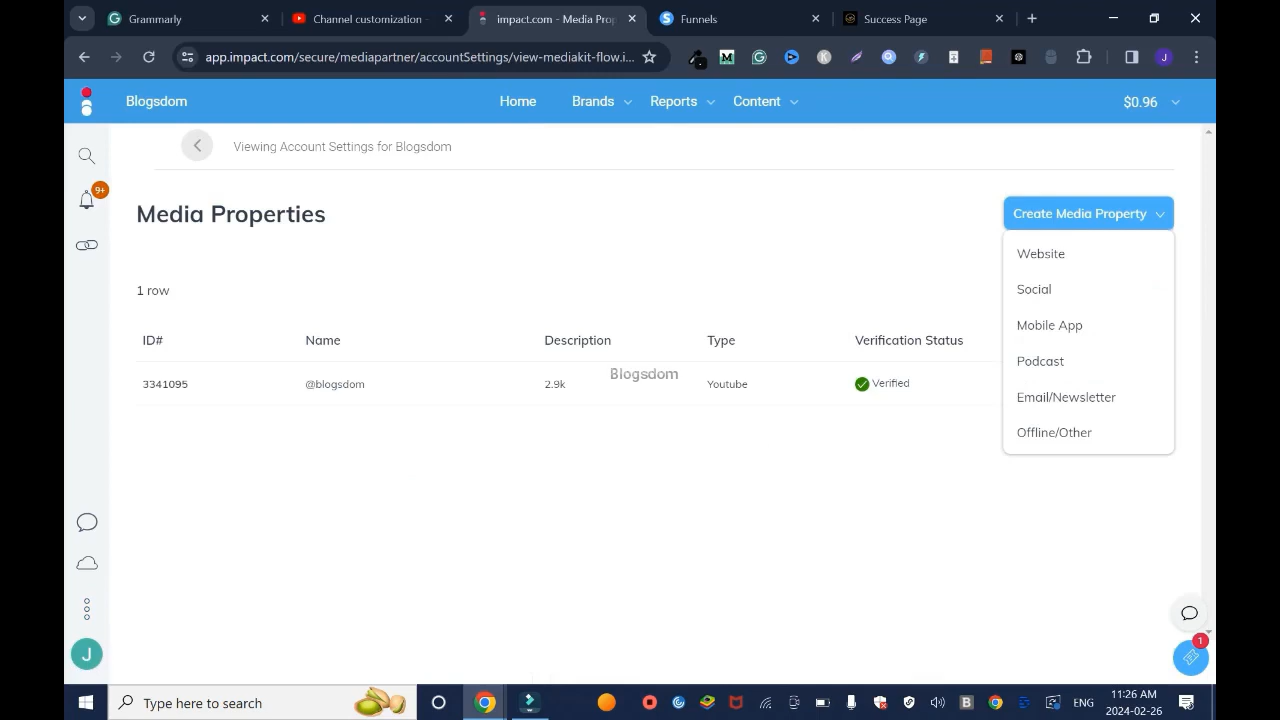 Grammarly
Channel customization -
impact.com - Media Prop
Funnels
Success Page
app.impact.com/secure/mediapartner/accountSettings/view-mediakit-flow.i...
J
Blogsdom
Home
Brands
Reports
Content
$0.96
Viewing Account Settings for Blogsdom
9+
Media Properties
Create Media Property
Website
Social
Mobile App
Podcast
Email/Newsletter
Offline/Other
1 row
ID#
Name
Description
Type
Verification Status
3341095
@blogsdom
2.9k
Youtube
Verified
Blogsdom
J
1
Type here to search
ENG
11:26 AM
2024-02-26